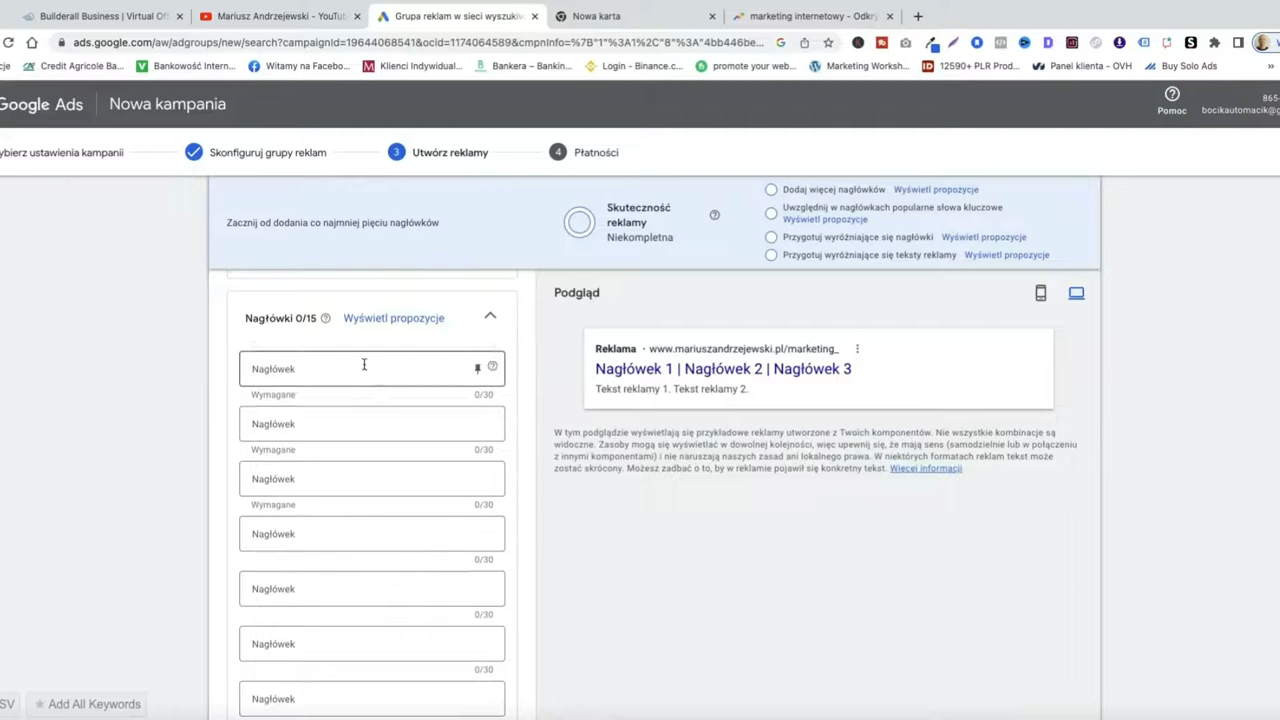 Builderall Business | Virtual Of
Mariusz Andrzejewski - YouTu
Grupa reklam w sieci wyszukiw
Nowa karta
marketing internetowy - Odkry
ads.google.com/aw/adgroups/new/search?campaignId=19644068541&ocid=1174064589&cmpnInfo=%7B"1"%3A1%2C"8"%3A"4bb446be...
cje
Credit Agricole Ba...
Bankowość Intern...
Witamy na Facebo...
Klienci Indywidual...
Bankera – Bankin...
Login - Binance.c...
promote your web...
Marketing Worksh...
12590+ PLR Prod...
Panel klienta - OVH
Buy Solo Ads
»
Google Ads
Nowa kampania
Pomoc
865-
bocikautomacik@g
ybierz ustawienia kampanii
Skonfiguruj grupy reklam
3 Utwórz reklamy
4 Płatności
Zacznij od dodania co najmniej pięciu nagłówków
Skuteczność
reklamy
Niekompletna
Dodaj więcej nagłówków Wyświetl propozycje
Uwzględnij w nagłówkach popularne słowa kluczowe
Wyświetl propozycje
Przygotuj wyróżniające się nagłówki Wyświetl propozycje
Przygotuj wyróżniające się teksty reklamy Wyświetl propozycje
Nagłówki 0/15 Wyświetl propozycje
Nagłówek
Wymagane 0/30
Nagłówek
Wymagane 0/30
Nagłówek
Wymagane 0/30
Nagłówek
0/30
Nagłówek
0/30
Nagłówek
0/30
Nagłówek
Podgląd
Reklama · www.mariuszandrzejewski.pl/marketing_
Nagłówek 1 | Nagłówek 2 | Nagłówek 3
Tekst reklamy 1. Tekst reklamy 2.
W tym podglądzie wyświetlają się przykładowe reklamy utworzone z Twoich komponentów. Nie wszystkie kombinacje są
widoczne. Zasoby mogą się wyświetlać w dowolnej kolejności, więc upewnij się, że mają sens (samodzielnie lub w połączeniu
z innymi komponentami) i nie naruszają naszych zasad ani lokalnego prawa. W niektórych formatach reklam tekst może
zostać skrócony. Możesz zadbać o to, by w reklamie pojawił się konkretny tekst. Więcej informacji
SV
Add All Keywords